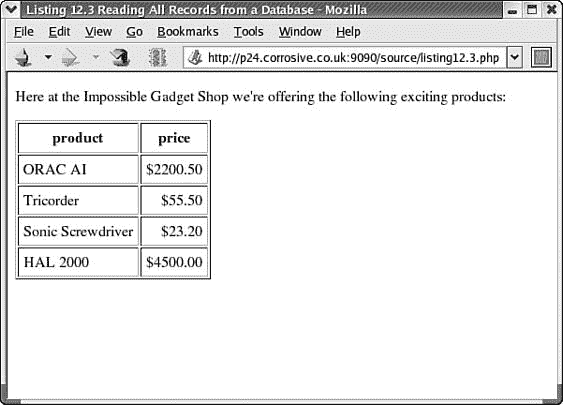 Listing 12.3 Reading All Records from a Database - Mozilla
File Edit View Go Bookmarks Tools Window Help
http://p24.corrosive.co.uk:9090/source/listing12.3.php
Here at the Impossible Gadget Shop we're offering the following exciting products:
product price
ORAC AI $2200.50
Tricorder $55.50
Sonic Screwdriver $23.20
HAL 2000 $4500.00